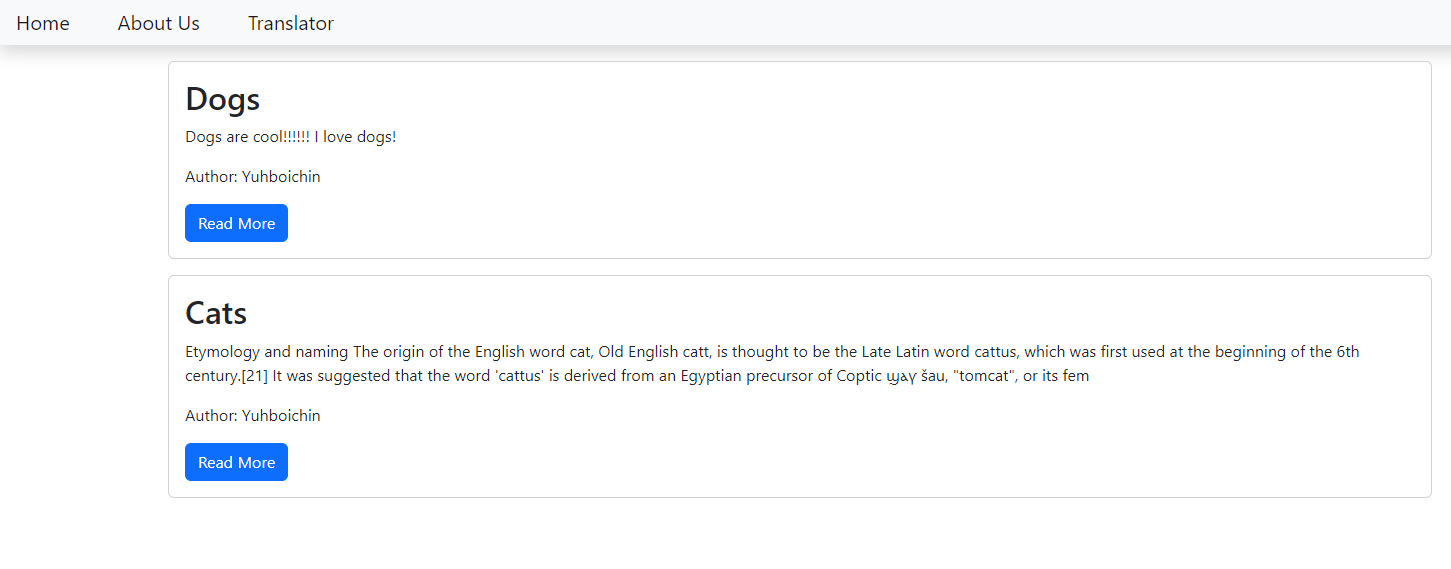 Home About Us Translator
Dogs
Dogs are cool!!!!!! I love dogs!
Author: Yuhboichin
Read More
Cats
Etymology and naming The origin of the English word cat, Old English catt, is thought to be the Late Latin word cattus, which was first used at the beginning of the 6th
century.[21] It was suggested that the word 'cattus' is derived from an Egyptian precursor of Coptic ϣⲁⲩ šau, "tomcat", or its fem
Author: Yuhboichin
Read More